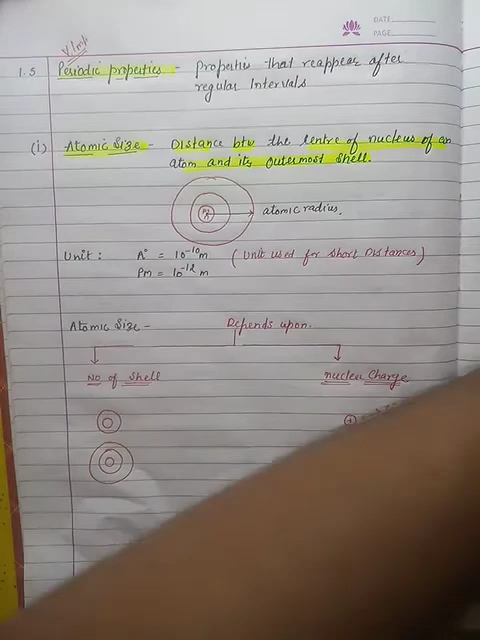 DATE
PAGE
V.Imp
1.5 Periodic properties - properties that reappear after
regular Intervals
(i) Atomic Size - Distance btw the centre of nucleus of an
atom and its outermost shell.
atomic radius.
Unit: A° = 10⁻¹⁰m (Unit used for short Distances)
Pm = 10⁻¹² m
Atomic Size - Depends upon.
NO of Shell nuclear Charge